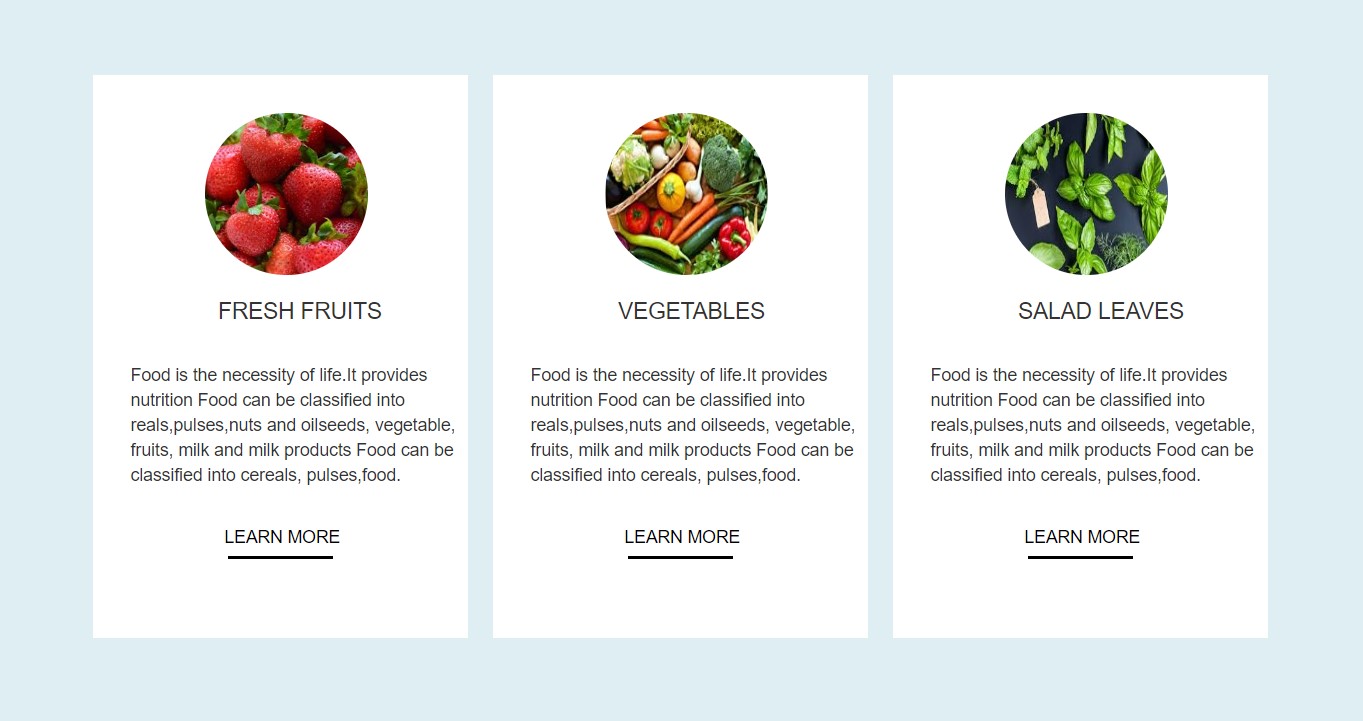 FRESH FRUITS
Food is the necessity of life.It provides
nutrition Food can be classified into
reals,pulses,nuts and oilseeds, vegetable,
fruits, milk and milk products Food can be
classified into cereals, pulses,food.
LEARN MORE
VEGETABLES
Food is the necessity of life.It provides
nutrition Food can be classified into
reals,pulses,nuts and oilseeds, vegetable,
fruits, milk and milk products Food can be
classified into cereals, pulses,food.
LEARN MORE
SALAD LEAVES
Food is the necessity of life.It provides
nutrition Food can be classified into
reals,pulses,nuts and oilseeds, vegetable,
fruits, milk and milk products Food can be
classified into cereals, pulses,food.
LEARN MORE